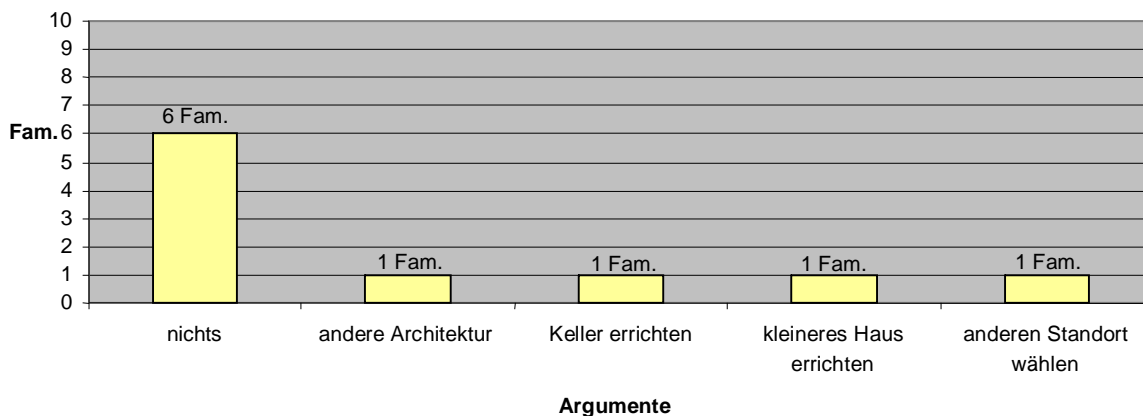 10
9
8
7
Fam. 6
5
4
3
2
1
0
6 Fam.
1 Fam.
1 Fam.
1 Fam.
1 Fam.
nichts
andere Architektur
Keller errichten
kleineres Haus
errichten
anderen Standort
wählen
Argumente